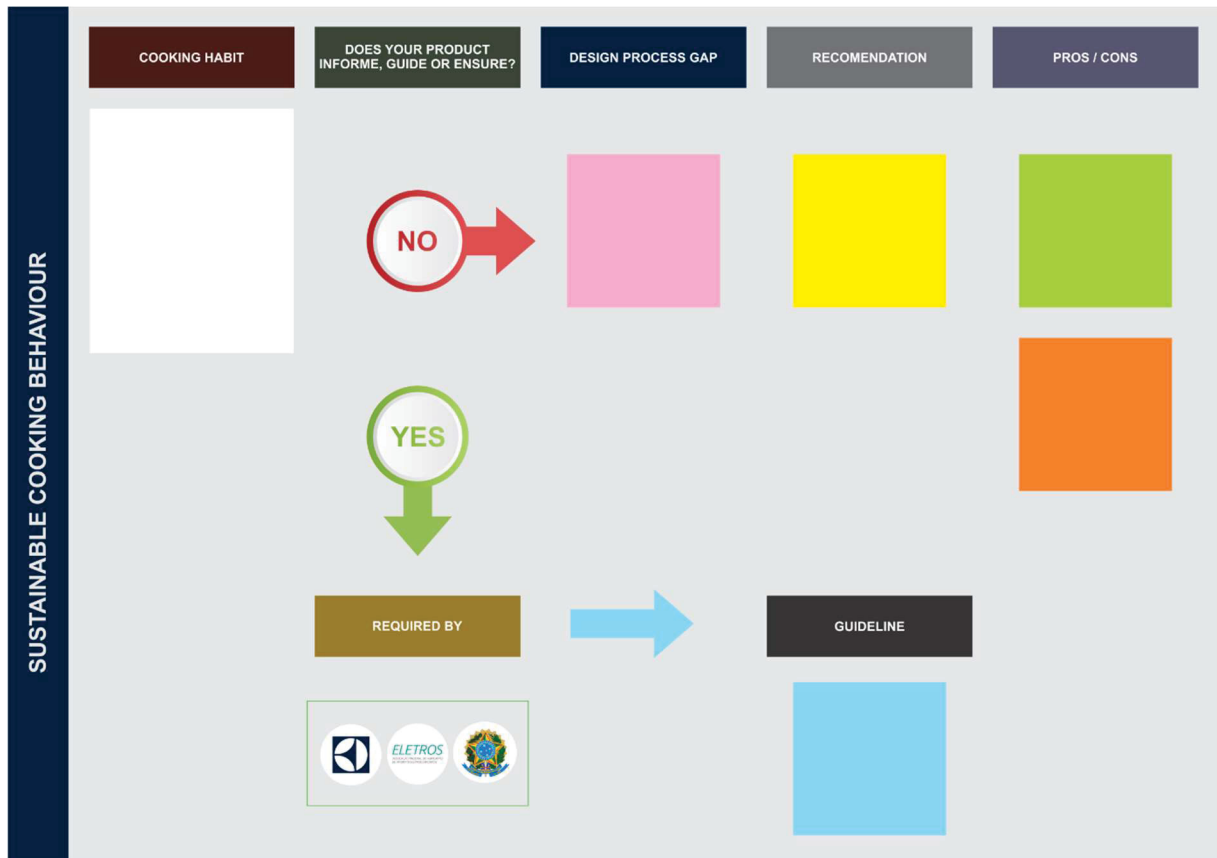 SUSTAINABLE COOKING BEHAVIOUR
COOKING HABIT
DOES YOUR PRODUCT
INFORME, GUIDE OR ENSURE?
DESIGN PROCESS GAP
RECOMENDATION
PROS / CONS
NO
YES
REQUIRED BY
GUIDELINE
ELETROS